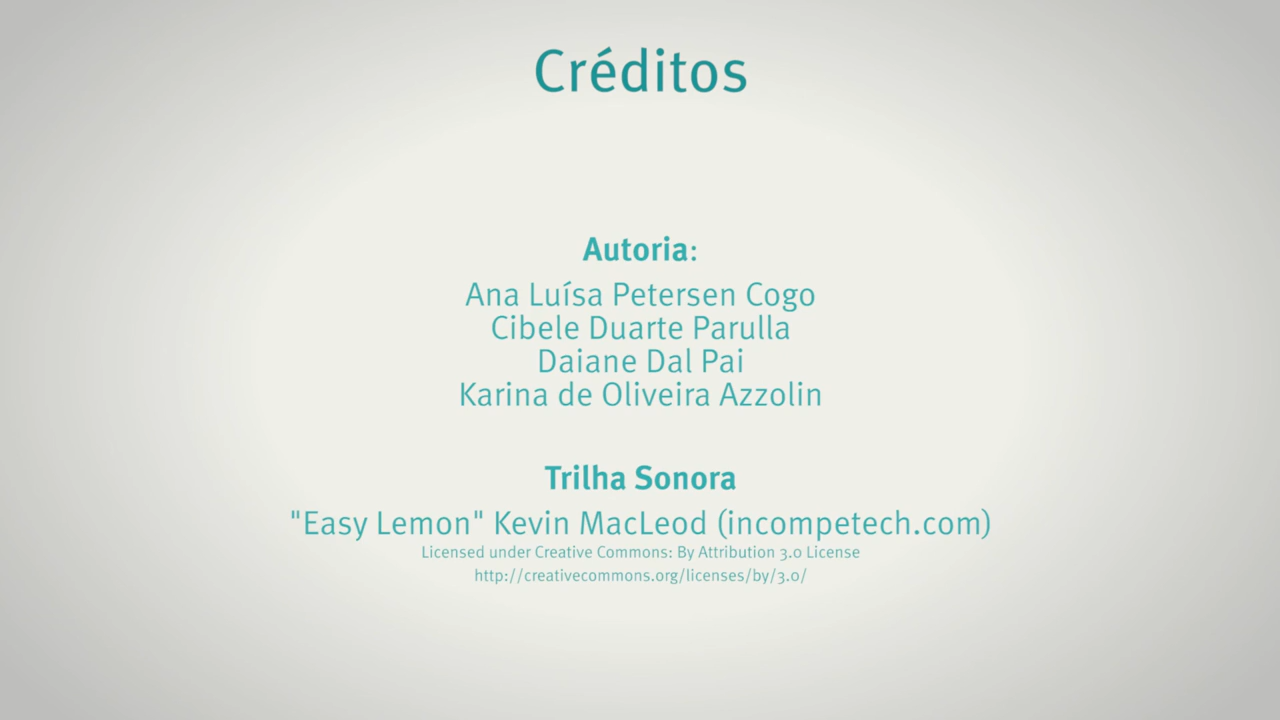 Créditos
Autoria:
Ana Luísa Petersen Cogo
Cibele Duarte Parulla
Daiane Dal Pai
Karina de Oliveira Azzolin
Trilha Sonora
"Easy Lemon" Kevin MacLeod (incompetech.com)
Licensed under Creative Commons: By Attribution 3.0 License
http://creativecommons.org/licenses/by/3.0/